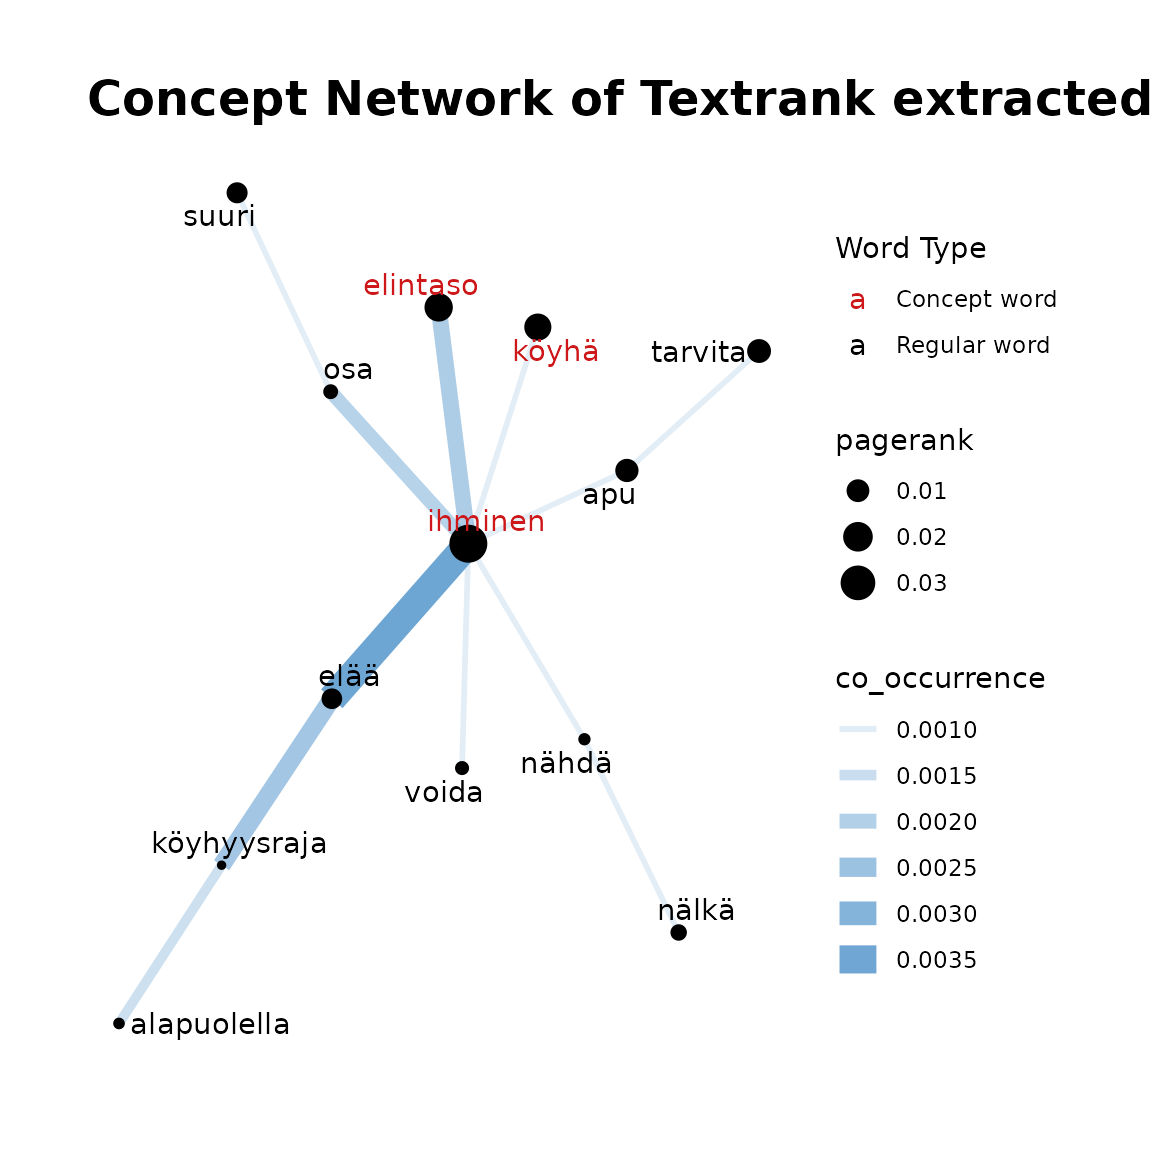 Concept Network of Textrank extracted
suuri
elintaso
köyhä
tarvita
osa
apu
ihminen
elää
nähdä
voida
köyhyysraja
nälkä
alapuolella
Word Type
a Concept word
a Regular word
pagerank
0.01
0.02
0.03
co_occurrence
0.0010
0.0015
0.0020
0.0025
0.0030
0.0035